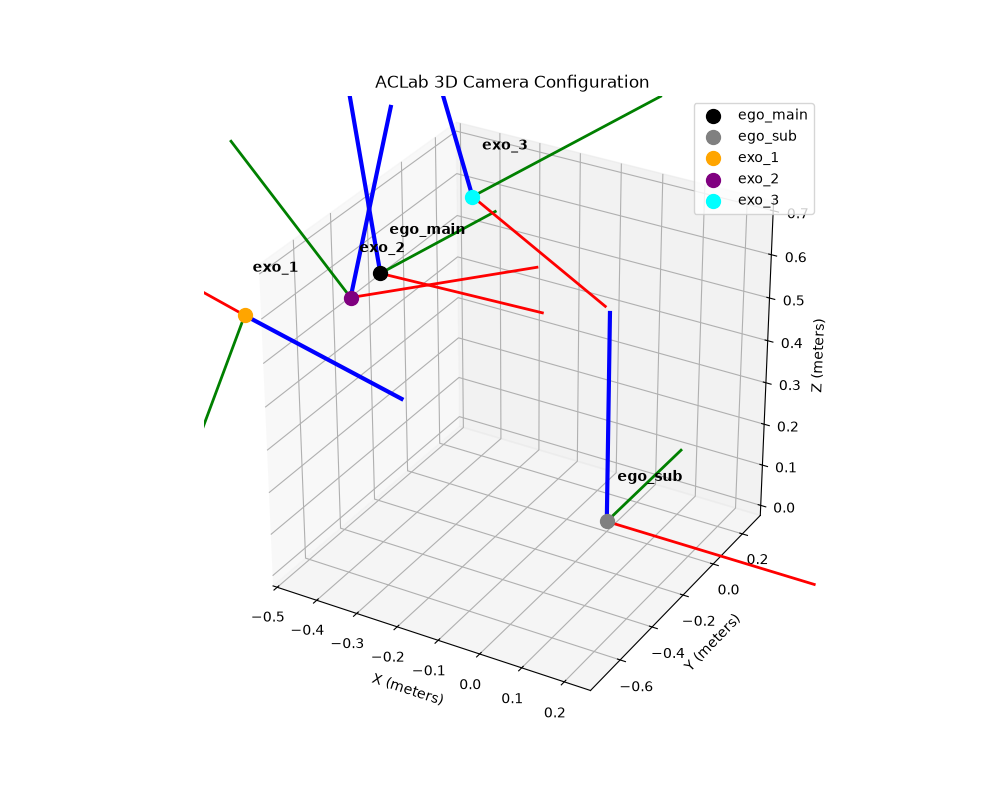 ACLab 3D Camera Configuration
ego_main
ego_sub
exo_1
exo_2
exo_3
exo_3
ego_main
exo_2
exo_1
ego_sub
0.7
0.6
0.5
0.4
0.3
0.2
0.1
0.0
Z (meters)
0.2
0.0
−0.2
−0.4
−0.6
Y (meters)
−0.5
−0.4
−0.3
−0.2
−0.1
0.0
0.1
0.2
X (meters)